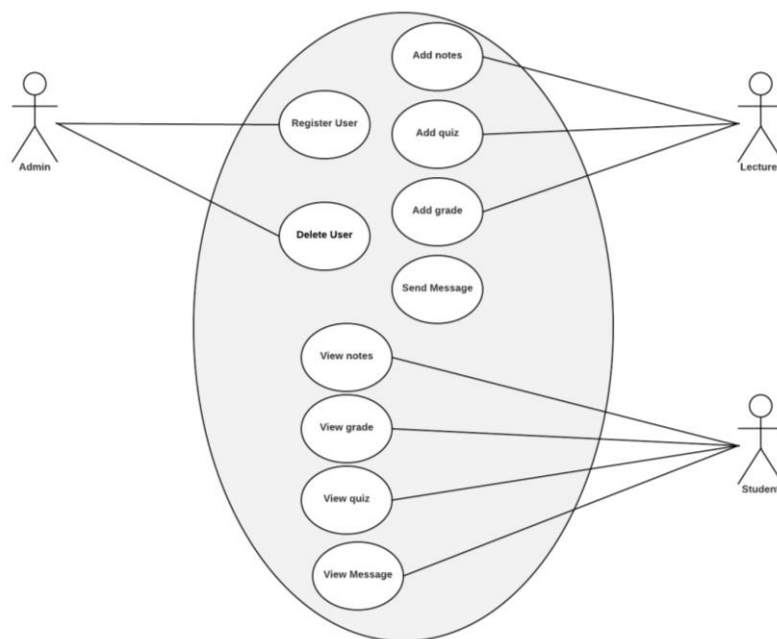 Add notes
Register User
Add quiz
Admin
Lecture
Add grade
Delete User
Send Message
View notes
View grade
View quiz
Student
View Message